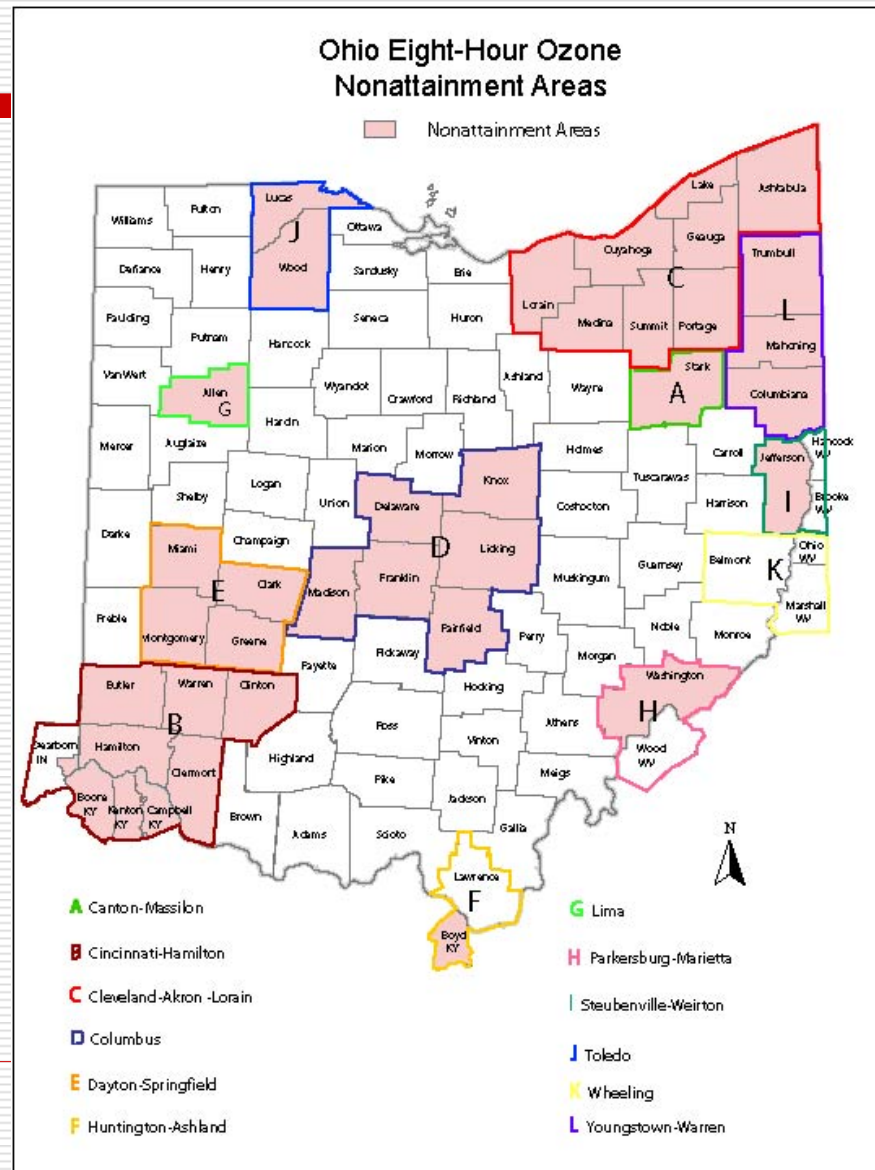 Ohio Eight-Hour Ozone
Nonattainment Areas
Nonattainment Areas
Lake
Ashtabula
Lucas
Fulton
Williams
Ottawa
Geauga
Cuyahoga
Trumbull
J
Defiance
Henry
Wood
Sandusky
Erie
C
Lorain
L
Paulding
Seneca
Huron
Medina
Summit
Portage
Putnam
Hancock
Mahoning
Van Wert
Wyandot
Crawford
Richland
Ashland
Wayne
Stark
Allen
G
A
Columbiana
Hardin
Mercer
Auglaize
Marion
Morrow
Holmes
Carroll
Jefferson
Hancock
WV
Logan
Knox
Tuscarawas
Shelby
Union
Delaware
Coshocton
Harrison
I
Brooke
WV
Darke
Champaign
D
Miami
Licking
Ohio
WV
Clark
Franklin
Guernsey
Belmont
K
E
Madison
Muskingum
Preble
Marshall
WV
Montgomery
Greene
Fairfield
Perry
Noble
Monroe
Fayette
Pickaway
Morgan
Butler
Warren
Clinton
Hocking
Washington
B
Ross
Athens
H
Dearborn
IN
Hamilton
Highland
Vinton
Wood
WV
Clermont
Pike
Meigs
Boone
KY
Kenton
KY
Campbell
KY
Brown
Jackson
Adams
Scioto
Gallia
N
Lawrence
F
Boyd
KY
A Canton-Massilon
B Cincinnati-Hamilton
C Cleveland-Akron -Lorain
D Columbus
E Dayton-Springfield
F Huntington-Ashland
G Lima
H Parkersburg-Marietta
I Steubenville-Weirton
J Toledo
K Wheeling
L Youngstown-Warren